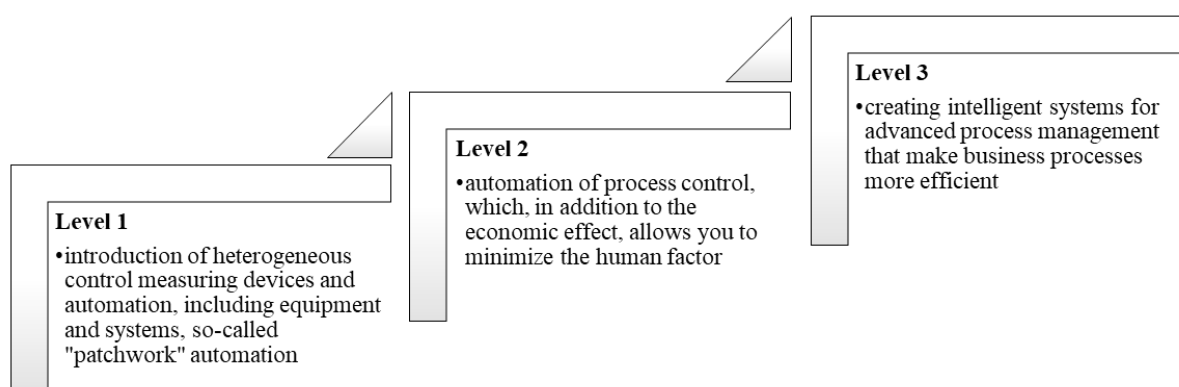 Level 1
•introduction of heterogeneous
control measuring devices and
automation, including equipment
and systems, so-called
"patchwork" automation
Level 2
•automation of process control,
which, in addition to the
economic effect, allows you to
minimize the human factor
Level 3
•creating intelligent systems for
advanced process management
that make business processes
more efficient